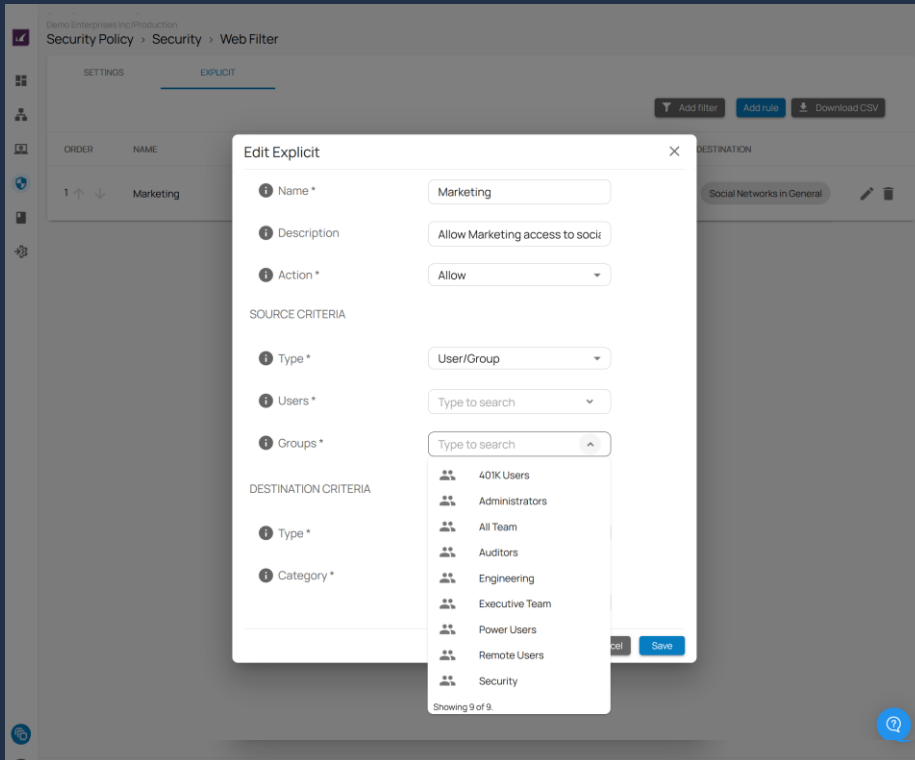 Demo Enterprises Inc/Production
Security Policy > Security > Web Filter
SETTINGS
EXPLICIT
Add filter
Add rule
Download CSV
ORDER
NAME
DESTINATION
1
Marketing
Social Networks in General
Edit Explicit
Name *
Marketing
Description
Allow Marketing access to socia
Action *
Allow
SOURCE CRITERIA
Type *
User/Group
Users *
Type to search
Groups *
Type to search
401K Users
Administrators
All Team
Auditors
Engineering
Executive Team
Power Users
Remote Users
Security
Showing 9 of 9.
DESTINATION CRITERIA
Type *
Category *
cel
Save